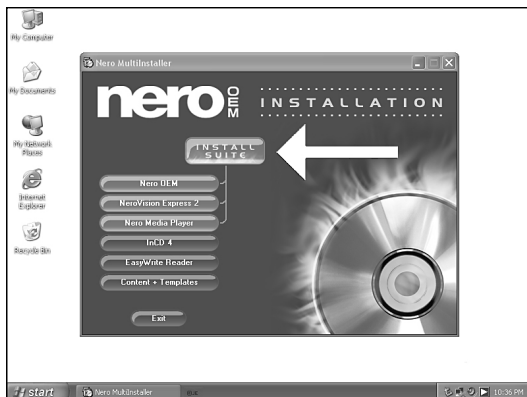 My Computer
My Documents
My Network
Places
Internet
Explorer
Recycle Bin
Nero MultiInstaller
nero OEM INSTALLATION
INSTALL
SUITE
Nero OEM
NeroVision Express 2
Nero Media Player
InCD 4
EasyWrite Reader
Content + Templates
Exit
start
Nero MultiInstaller
10:36 PM